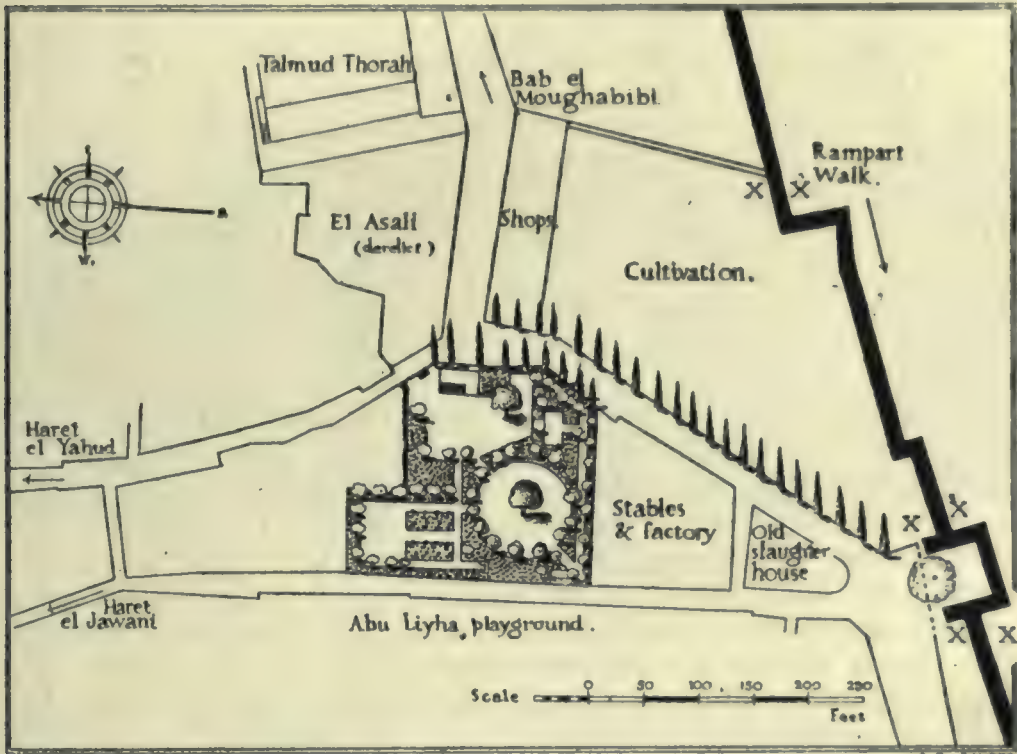 Talmud Thorah
Bab el
Moughabibi.
Rampart
Walk.
El Asali
(derelict)
Shops.
Cultivation.
X X
W.
Haret
el Yahud
Stables
& factory
Old
slaughter
house
X X
Haret
el Jawani
Abu Liyha, playground.
X X
Scale 0 50 100 150 200 250
Feet